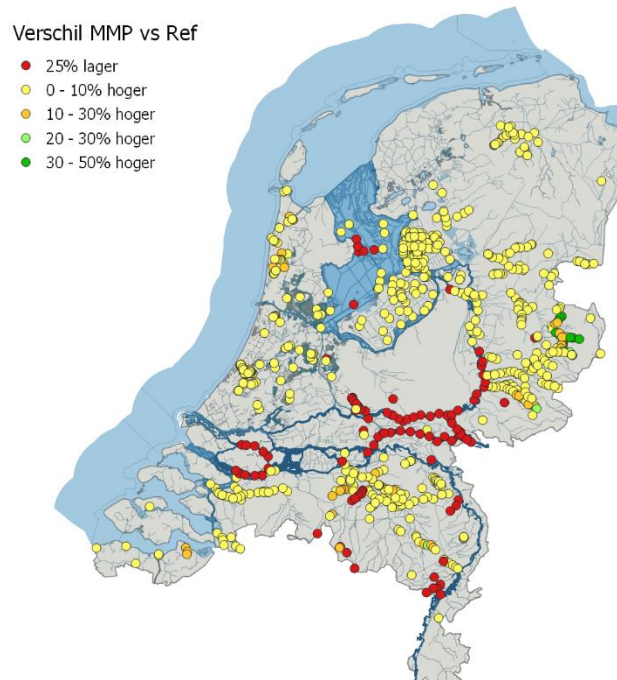 Verschil MMP vs Ref
25% lager
0 - 10% hoger
10 - 30% hoger
20 - 30% hoger
30 - 50% hoger